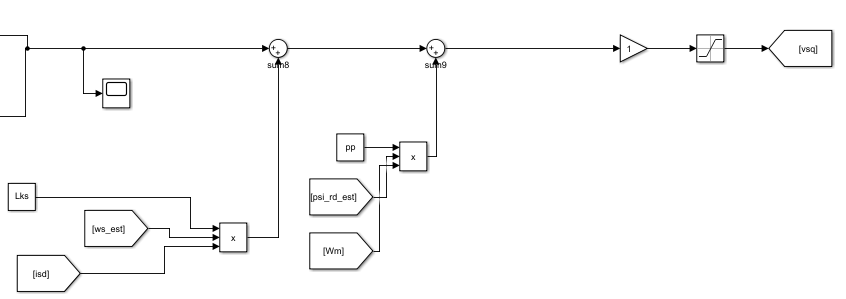 1
[vsq]
sum8
sum9
pp
x
Lks
[psi_rd_est]
[ws_est]
x
[Wm]
[isd]